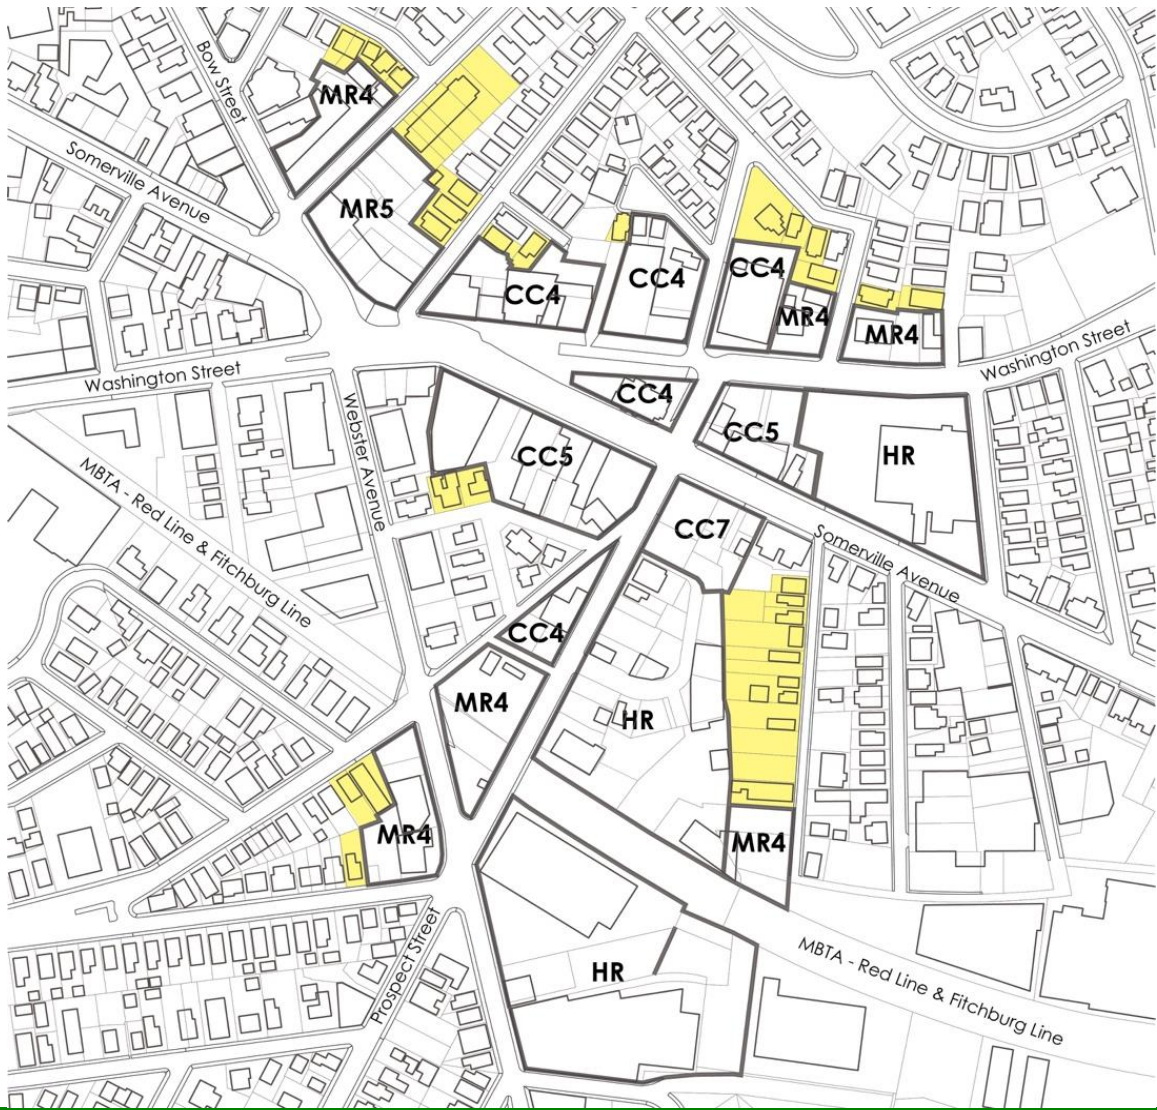 Bow Street
MR4
Somerville Avenue
MR5
CC4
CC4
CC4
MR4
MR4
Washington Street
Washington Street
CC4
Webster Avenue
CC5
CC5
HR
MBTA - Red Line & Fitchburg Line
CC7
Somerville Avenue
CC4
MR4
HR
MR4
MR4
Prospect Street
HR
MBTA - Red Line & Fitchburg Line